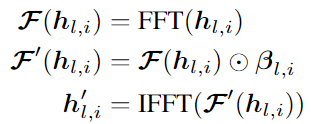 𝓕(𝒉_{l,i}) = FFT(𝒉_{l,i})
𝓕′(𝒉_{l,i}) = 𝓕(𝒉_{l,i}) ⊙ 𝜷_{l,i}
𝒉′_{l,i} = IFFT(𝓕′(𝒉_{l,i}))